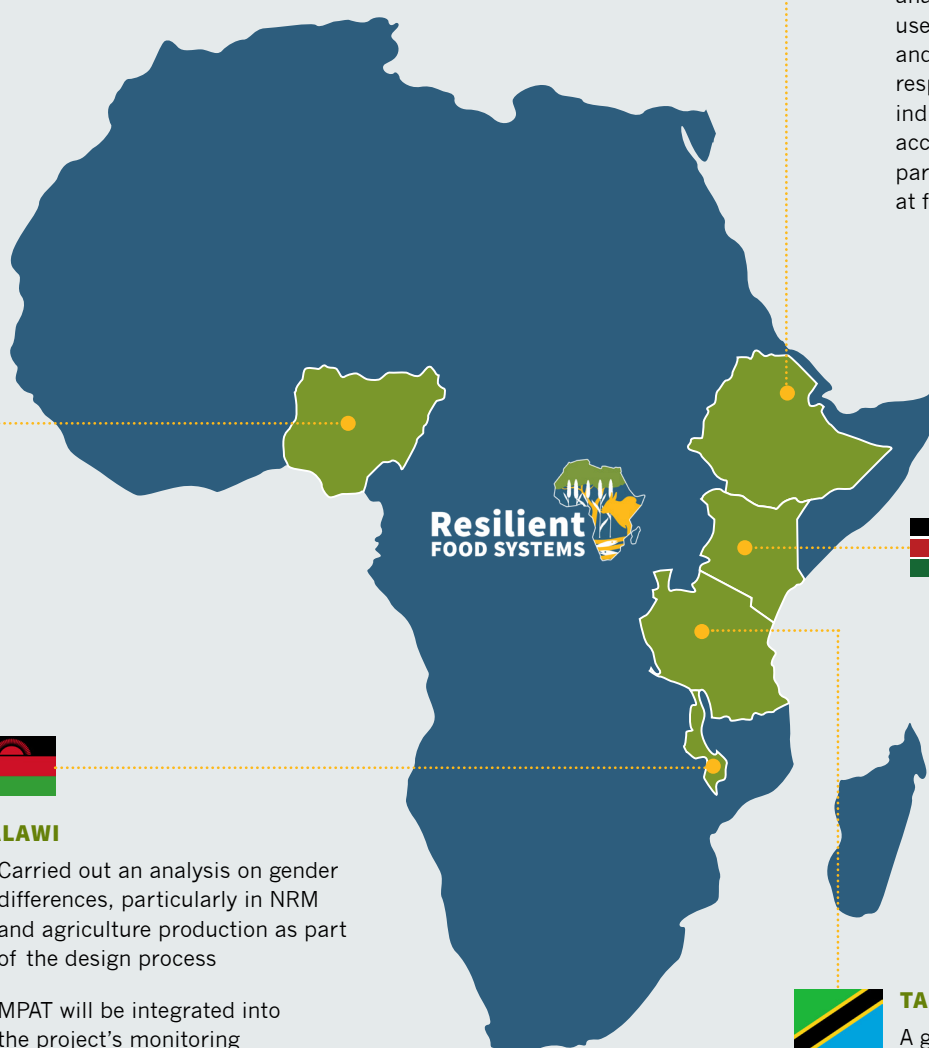 use
and
resp
ind
acc
par
at f
Resilient
FOOD SYSTEMS
LAWI
Carried out an analysis on gender
differences, particularly in NRM
and agriculture production as part
of the design process
MPAT will be integrated into
the project's monitoring
TA
A g